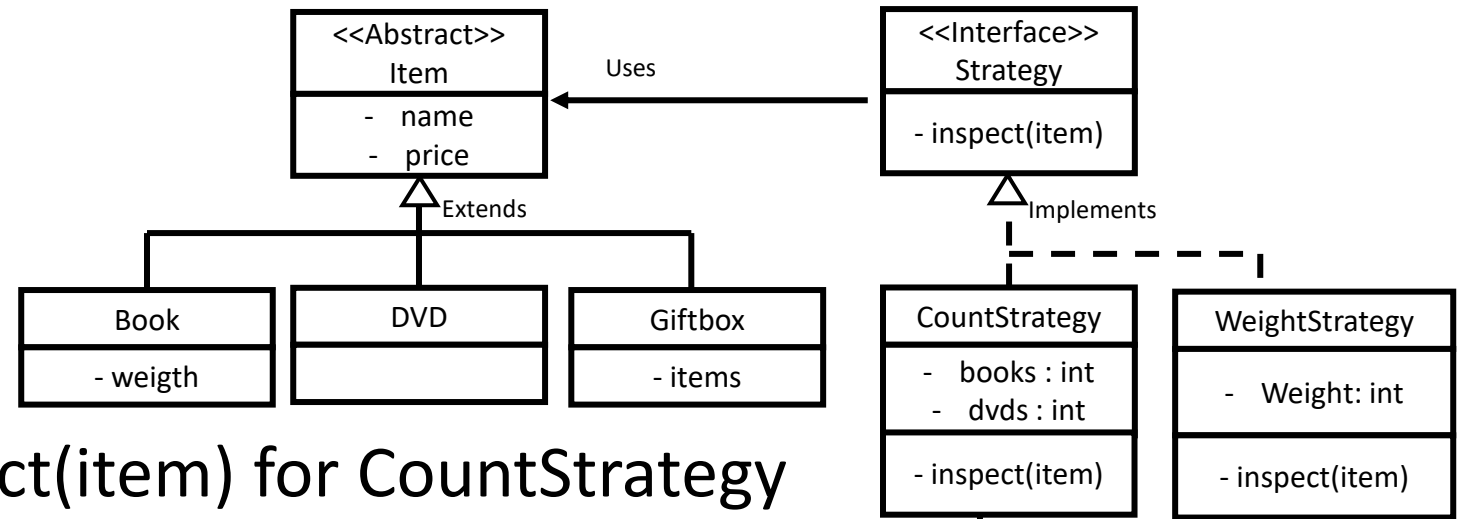 <<Abstract>>
Item
- name
- price
Uses
<<Interface>>
Strategy
- inspect(item)
Extends
Implements
Book
- weigth
DVD
Giftbox
- items
CountStrategy
- books : int
- dvds : int
- inspect(item)
WeightStrategy
- Weight: int
- inspect(item)
ct(item) for CountStrategy